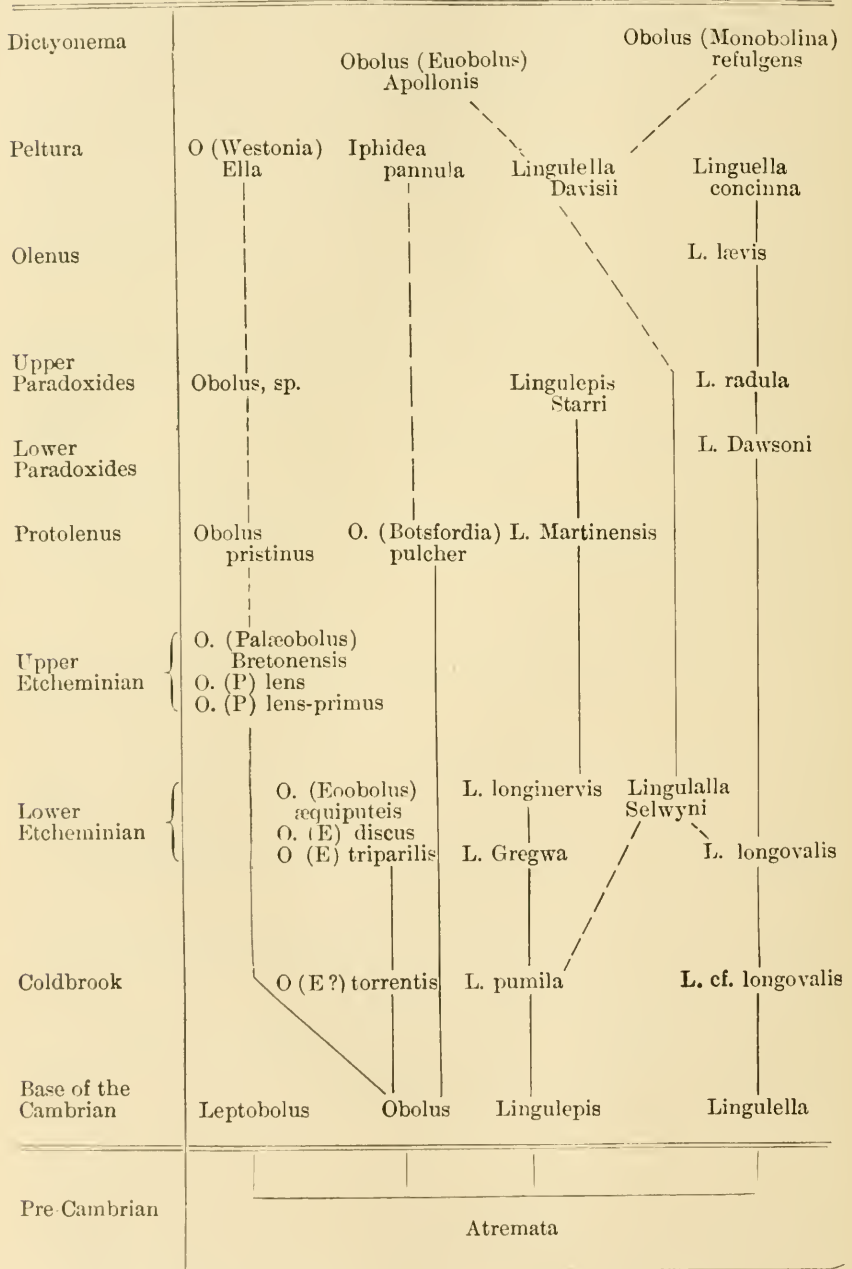 Dictyonema
Obolus (Euobolus)
Apollonis
Obolus (Monobolina)
refulgens
Peltura
O (Westonia)
Ella
Iphidea
pannula
Lingulella
Davisii
Linguella
concinna
Olenus
L. lævis
Upper
Paradoxides
Obolus, sp.
Lingulepis
Starri
L. radula
Lower
Paradoxides
L. Dawsoni
Protolenus
Obolus
pristinus
O. (Botsfordia)
pulcher
L. Martinensis
Upper
Etcheminian
O. (Palæobolus)
Bretonensis
O. (P) lens
O. (P) lens-primus
Lower
Etcheminian
O. (Eoobolus)
æquiputeis
O. (E) discus
O (E) triparilis
L. longinervis
L. Gregwa
Lingulalla
Selwyni
L. longovalis
Coldbrook
O (E ?) torrentis
L. pumila
L. cf. longovalis
Base of the
Cambrian
Leptobolus
Obolus
Lingulepis
Lingulella
Pre-Cambrian
Atremata